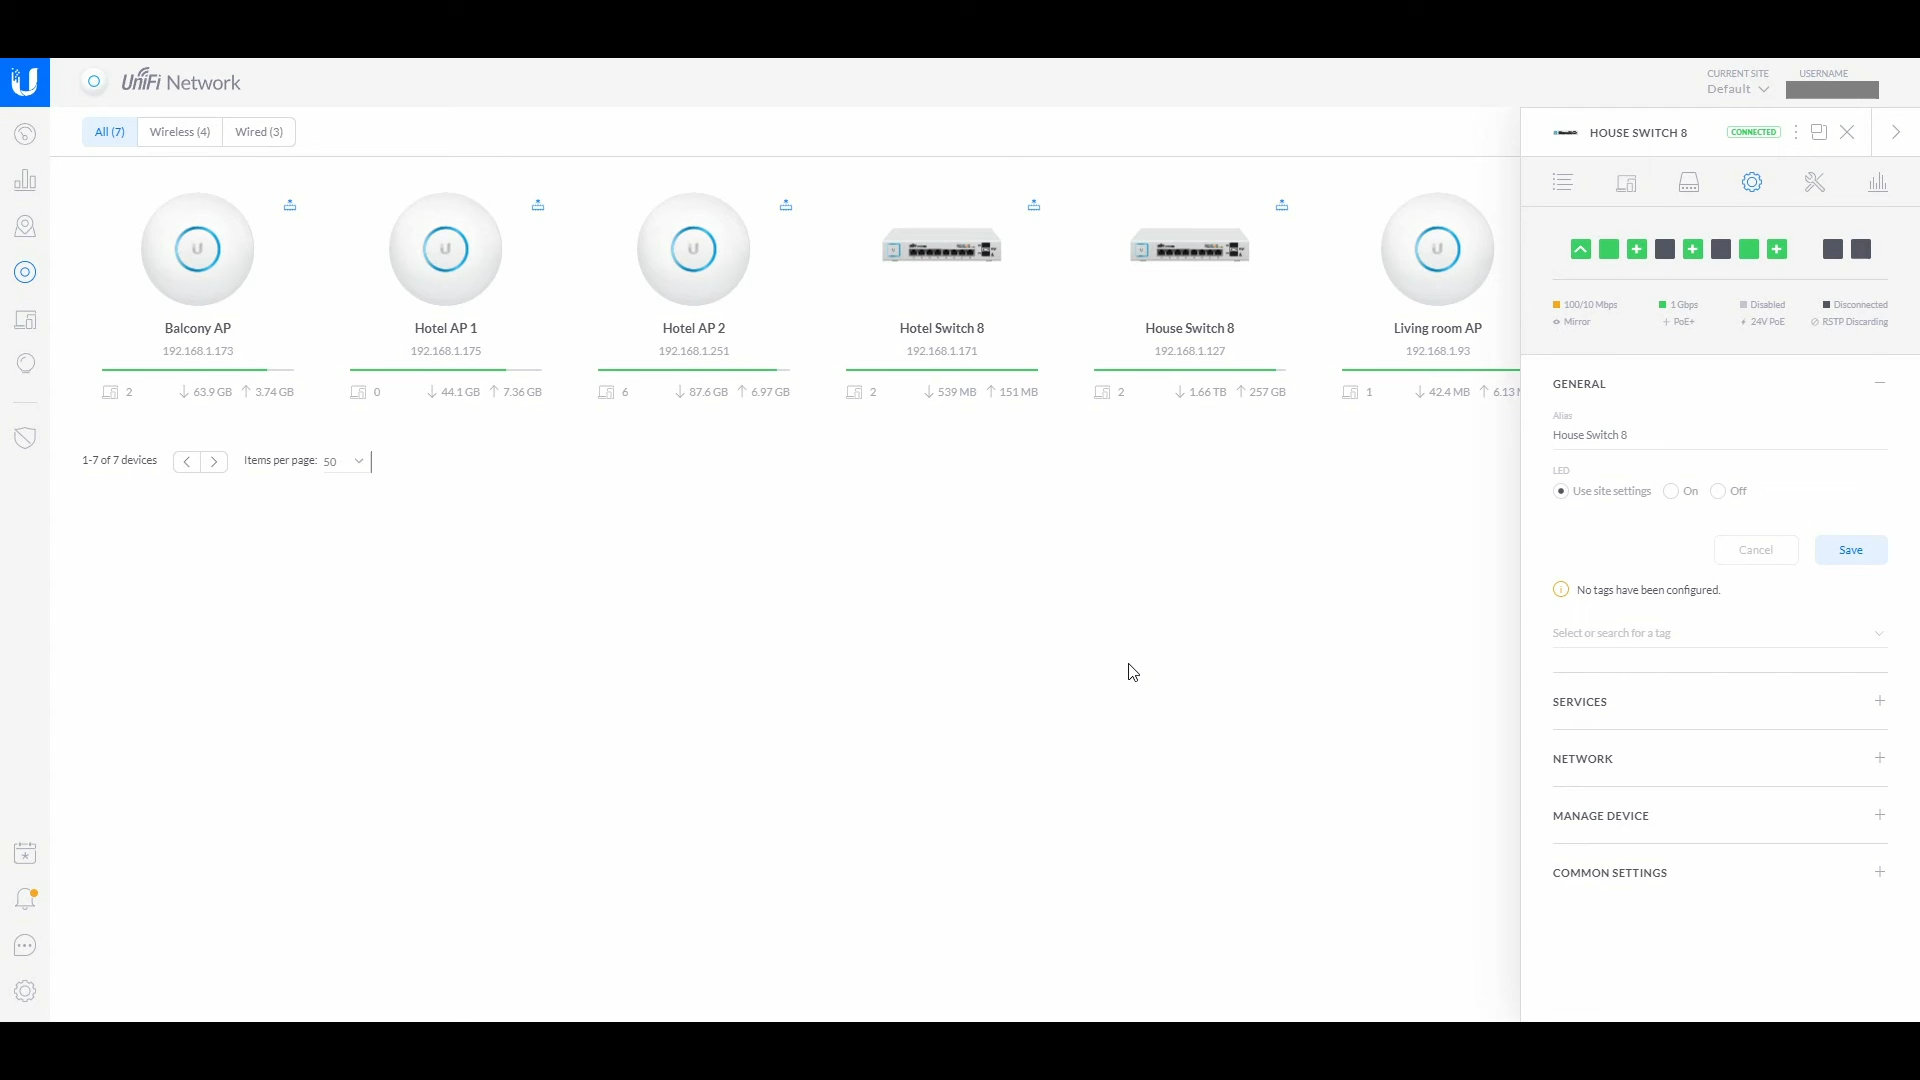 UniFi Network
CURRENT SITE
Default
USERNAME
All (7)
Wireless (4)
Wired (3)
HOUSE SWITCH 8
CONNECTED
Balcony AP
192.168.1.173
2
63.9 GB
3.74 GB
Hotel AP 1
192.168.1.175
0
44.1 GB
7.36 GB
Hotel AP 2
192.168.1.251
6
87.6 GB
6.97 GB
Hotel Switch 8
192.168.1.171
2
539 MB
151 MB
House Switch 8
192.168.1.127
2
1.66 TB
257 GB
Living room AP
192.168.1.93
1
42.4 MB
6.13
1-7 of 7 devices
Items per page: 50
100/10 Mbps
1 Gbps
Disabled
Disconnected
Mirror
PoE+
24V PoE
RSTP Discarding
GENERAL
Alias
House Switch 8
LED
Use site settings
On
Off
Cancel
Save
No tags have been configured.
Select or search for a tag
SERVICES
NETWORK
MANAGE DEVICE
COMMON SETTINGS